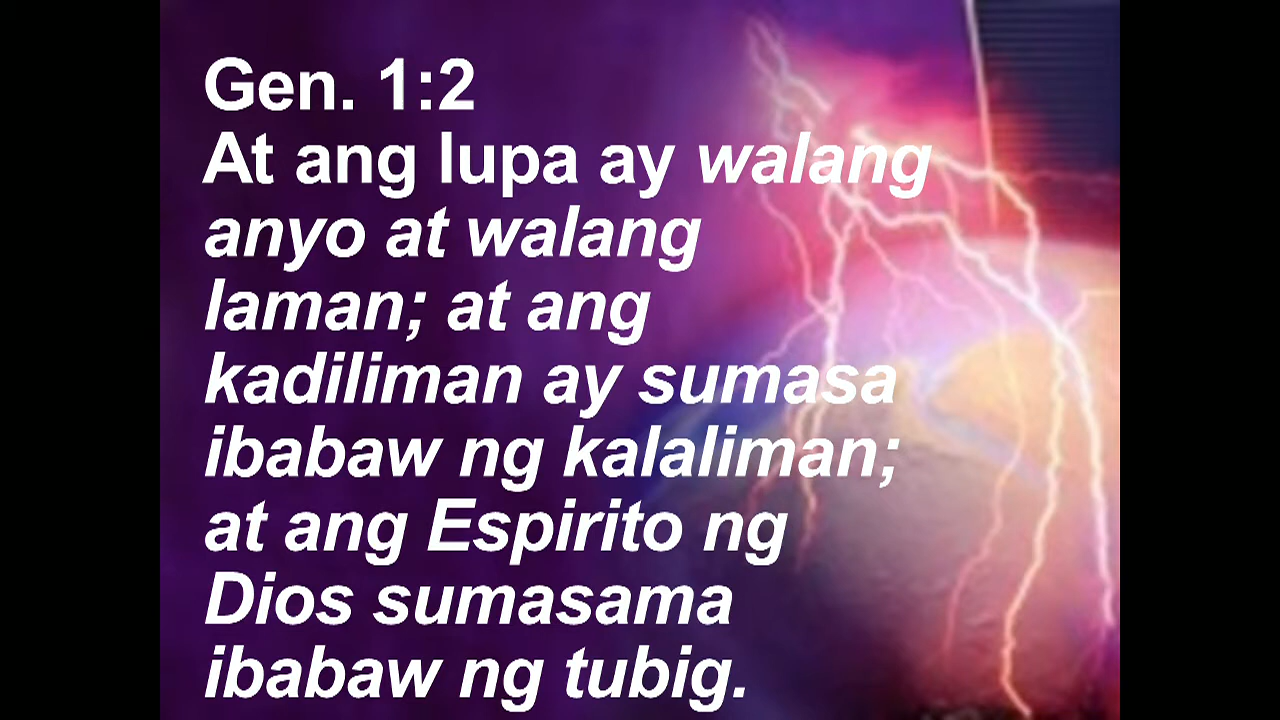 Gen. 1:2
At ang lupa ay walang
anyo at walang
laman; at ang
kadiliman ay sumasa
ibabaw ng kalaliman;
at ang Espirito ng
Dios sumasama
ibabaw ng tubig.